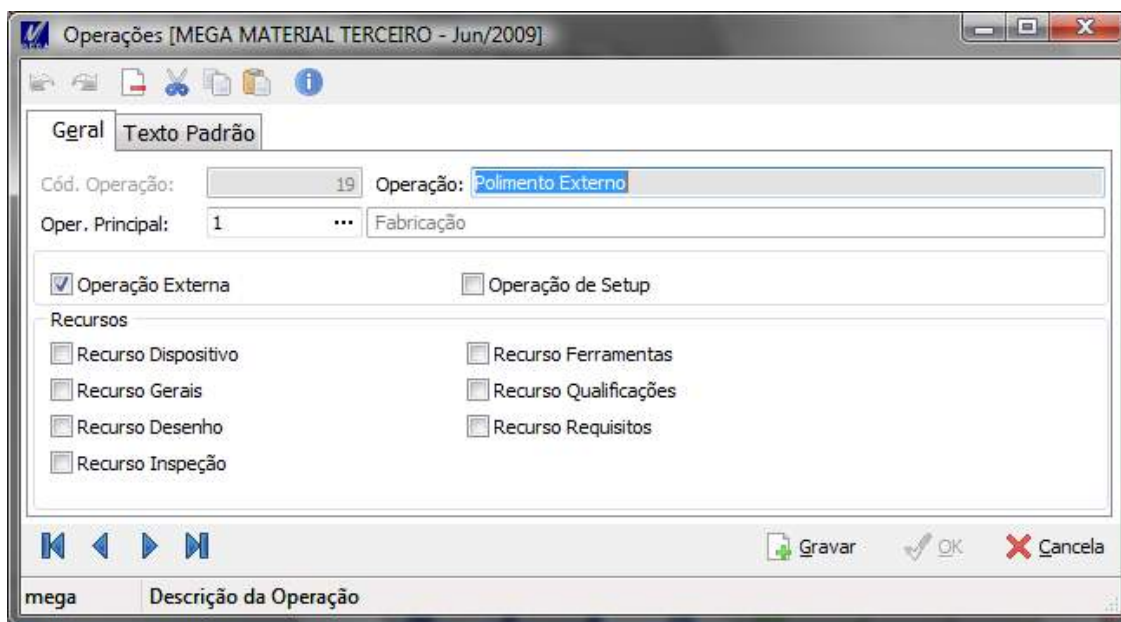 Operações [MEGA MATERIAL TERCEIRO - Jun/2009]
Geral Texto Padrão
Cód. Operação: 19 Operação: Polimento Externo
Oper. Principal: 1 ... Fabricação
Operação Externa Operação de Setup
Recursos
Recurso Dispositivo Recurso Ferramentas
Recurso Gerais Recurso Qualificações
Recurso Desenho Recurso Requisitos
Recurso Inspeção
Gravar OK Cancela
mega Descrição da Operação